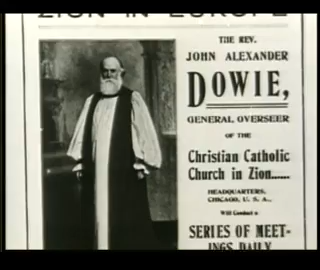 ZION IN EUROPE
THE REV.
JOHN ALEXANDER
DOWIE,
GENERAL OVERSEER
OF THE
Christian Catholic
Church in Zion......
HEADQUARTERS,
CHICAGO, U. S. A.,
Will Conduct a
SERIES OF MEET-
INGS DAILY